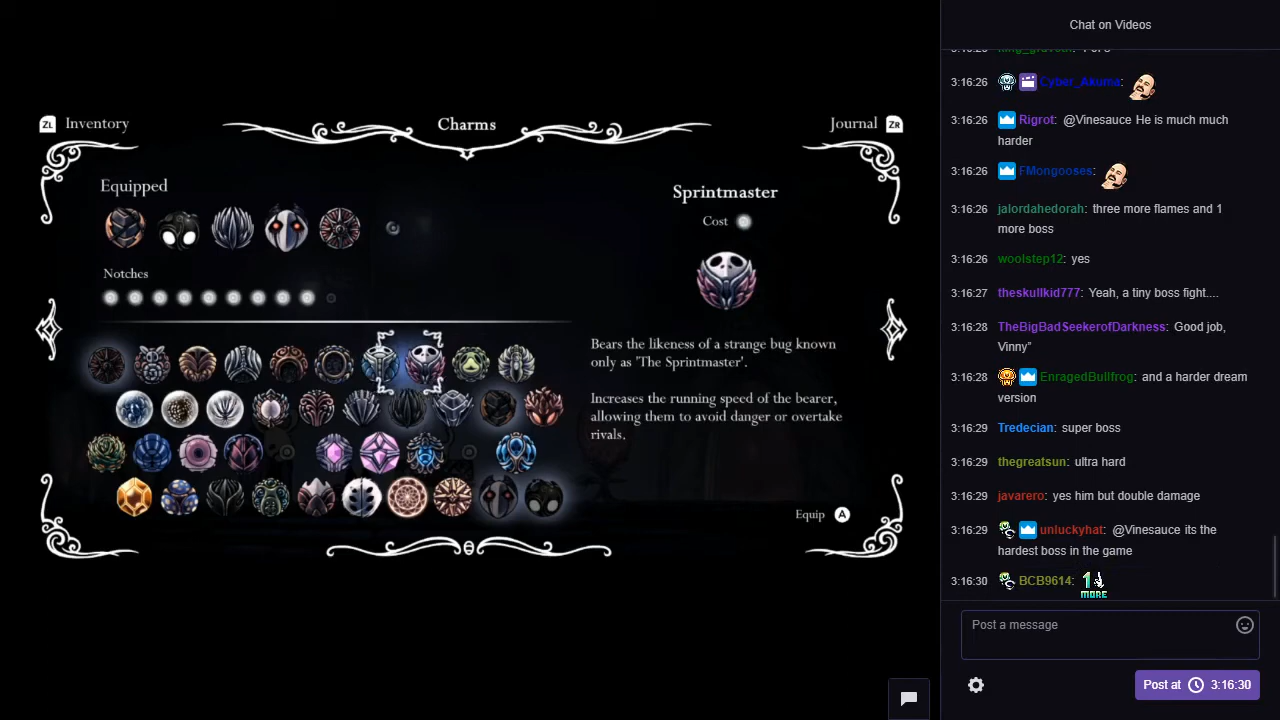 Chat on Videos
3:16:26 Cyber_Akuma:
3:16:26 Rigrot: @Vinesauce He is much much
harder
3:16:26 FMongooses:
3:16:26 jalordahedorah: three more flames and 1
more boss
3:16:26 woolstep12: yes
3:16:27 theskullkid777: Yeah, a tiny boss fight....
3:16:28 TheBigBadSeekerofDarkness: Good job,
Vinny”
3:16:28 EnragedBullfrog: and a harder dream
version
3:16:29 Tredecian: super boss
3:16:29 thegreatsun: ultra hard
3:16:29 javarero: yes him but double damage
3:16:29 unluckyhat: @Vinesauce its the
hardest boss in the game
3:16:30 BCB9614: 1 MORE
Post a message
Post at 3:16:30
ZL Inventory
Charms
Journal ZR
Equipped
Notches
Sprintmaster
Cost
Bears the likeness of a strange bug known
only as 'The Sprintmaster'.
Increases the running speed of the bearer,
allowing them to avoid danger or overtake
rivals.
Equip A